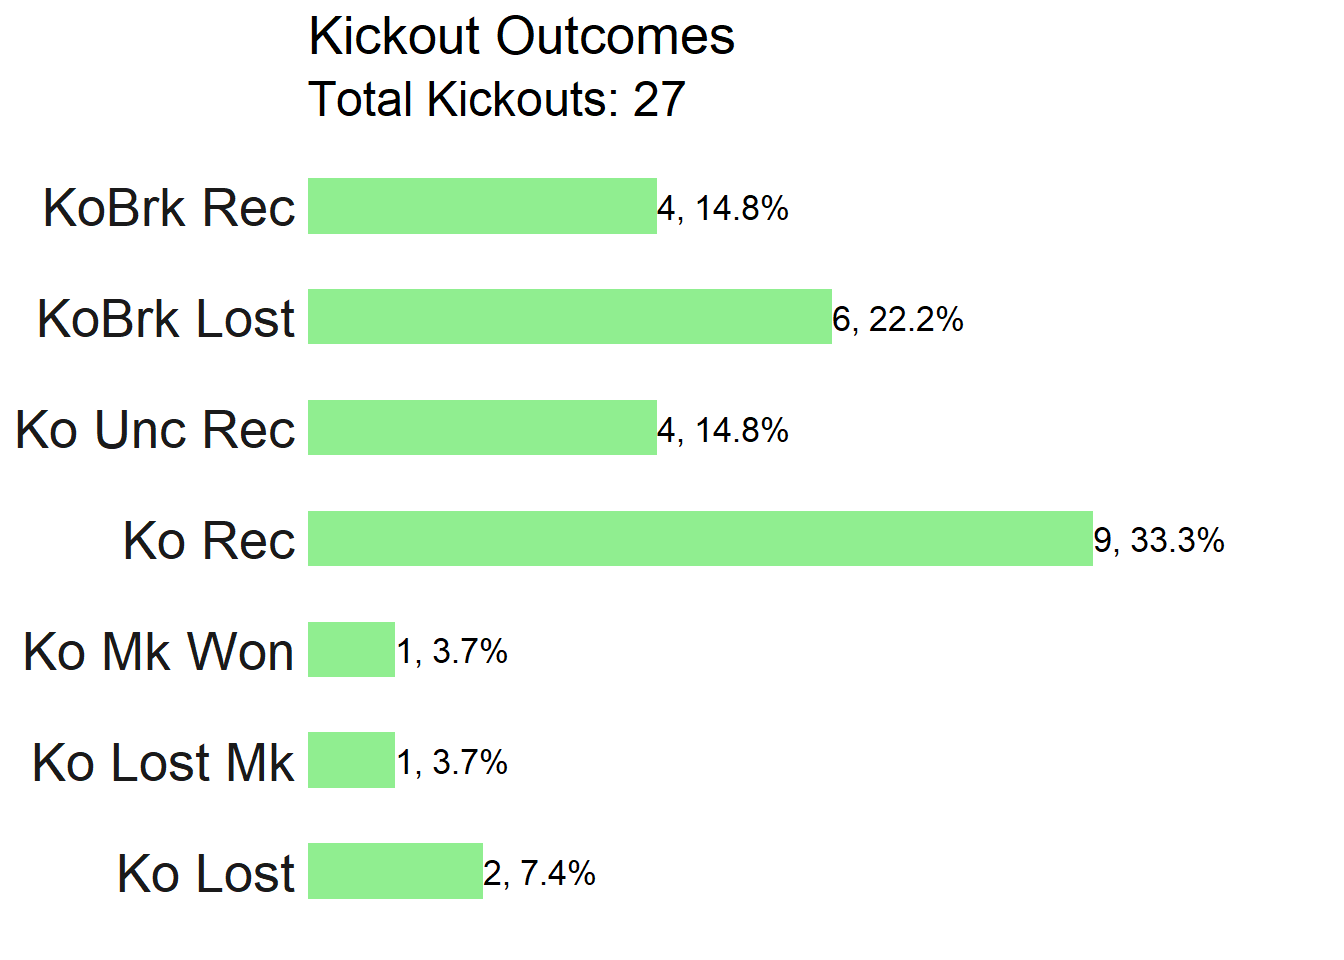 Kickout Outcomes
Total Kickouts: 27
KoBrk Rec 4, 14.8%
KoBrk Lost 6, 22.2%
Ko Unc Rec 4, 14.8%
Ko Rec 9, 33.3%
Ko Mk Won 1, 3.7%
Ko Lost Mk 1, 3.7%
Ko Lost 2, 7.4%